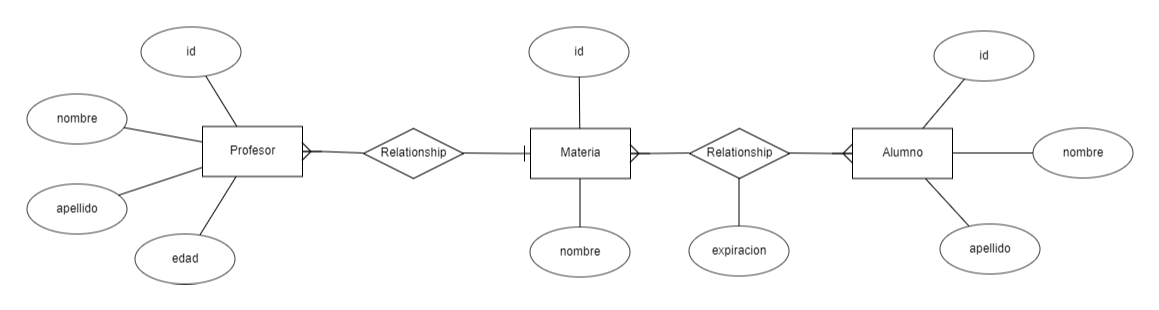 id
id
id
nombre
Profesor
Relationship
Materia
Relationship
Alumno
nombre
apellido
edad
nombre
expiracion
apellido